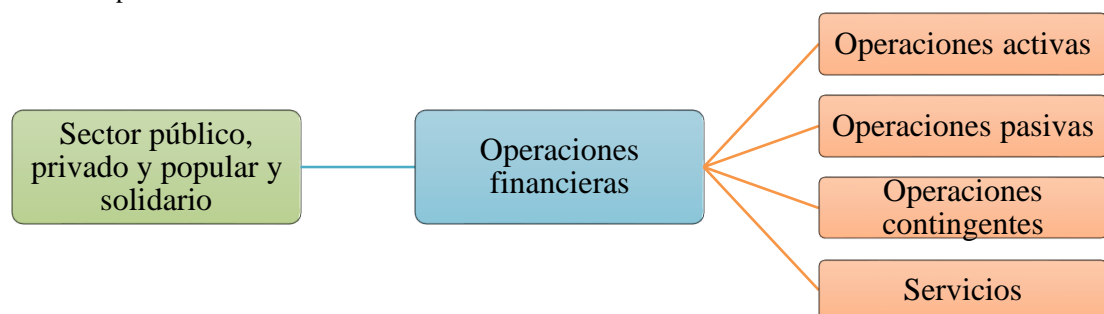 Sector público,
privado y popular y
solidario
Operaciones
financieras
Operaciones activas
Operaciones pasivas
Operaciones
contingentes
Servicios